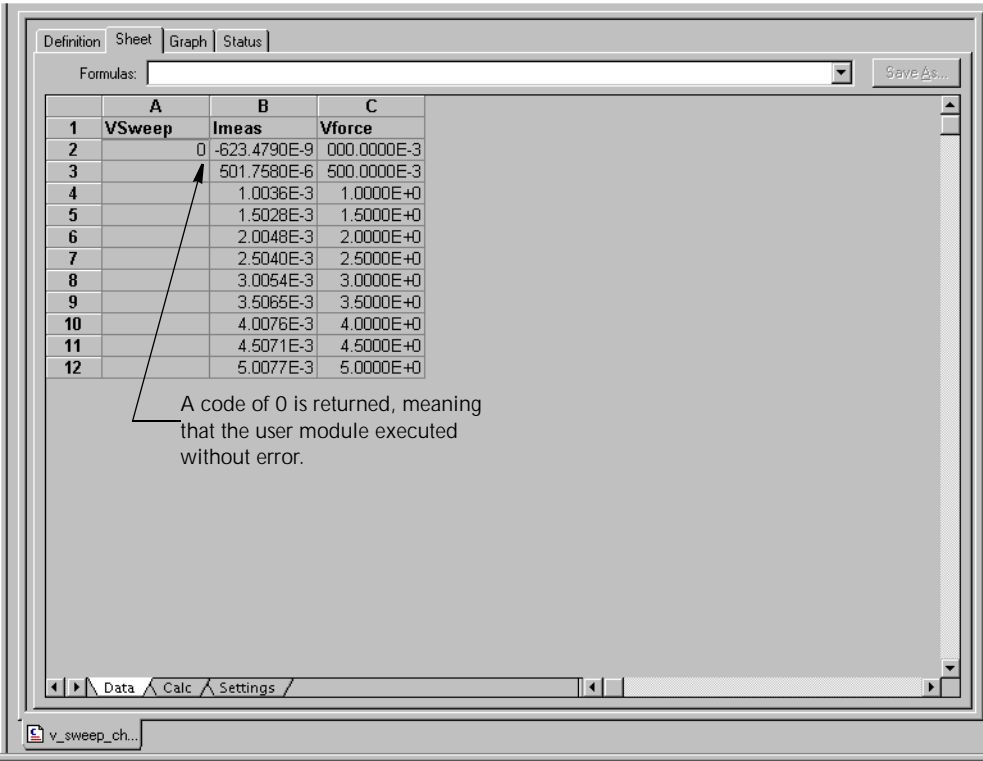 Definition Sheet Graph Status
Formulas: Save As...
A B C
1 VSweep Imeas Vforce
2 0 -623.4790E-9 000.0000E-3
3 501.7580E-6 500.0000E-3
4 1.0036E-3 1.0000E+0
5 1.5028E-3 1.5000E+0
6 2.0048E-3 2.0000E+0
7 2.5040E-3 2.5000E+0
8 3.0054E-3 3.0000E+0
9 3.5065E-3 3.5000E+0
10 4.0076E-3 4.0000E+0
11 4.5071E-3 4.5000E+0
12 5.0077E-3 5.0000E+0
A code of 0 is returned, meaning
that the user module executed
without error.
Data Calc Settings
v_sweep_ch...